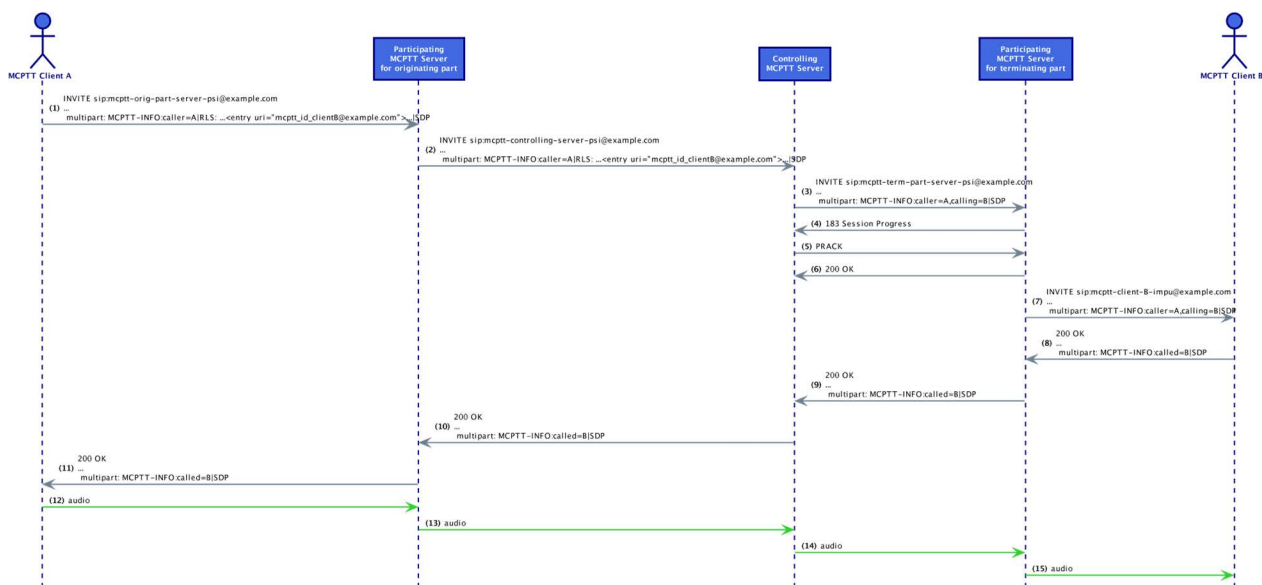 MCPTT Client A
Participating
MCPTT Server
for originating part
Controlling
MCPTT Server
Participating
MCPTT Server
for terminating part
MCPTT Client B
INVITE sip:mcptt-orig-part-server-psi@example.com
(1) ...
multipart: MCPTT-INFO:caller=A|RLS: ...<entry uri="mcptt_id_clientB@example.com">...|SDP
INVITE sip:mcptt-controlling-server-psi@example.com
(2) ...
multipart: MCPTT-INFO:caller=A|RLS: ...<entry uri="mcptt_id_clientB@example.com">...|SDP
INVITE sip:mcptt-term-part-server-psi@example.com
(3) ...
multipart: MCPTT-INFO:caller=A,calling=B|SDP
(4) 183 Session Progress
(5) PRACK
(6) 200 OK
INVITE sip:mcptt-client-B-impu@example.com
(7) ...
multipart: MCPTT-INFO:caller=A,calling=B|SDP
200 OK
(8) ...
multipart: MCPTT-INFO:called=B|SDP
200 OK
(9) ...
multipart: MCPTT-INFO:called=B|SDP
200 OK
(10) ...
multipart: MCPTT-INFO:called=B|SDP
200 OK
(11) ...
multipart: MCPTT-INFO:called=B|SDP
(12) audio
(13) audio
(14) audio
(15) audio